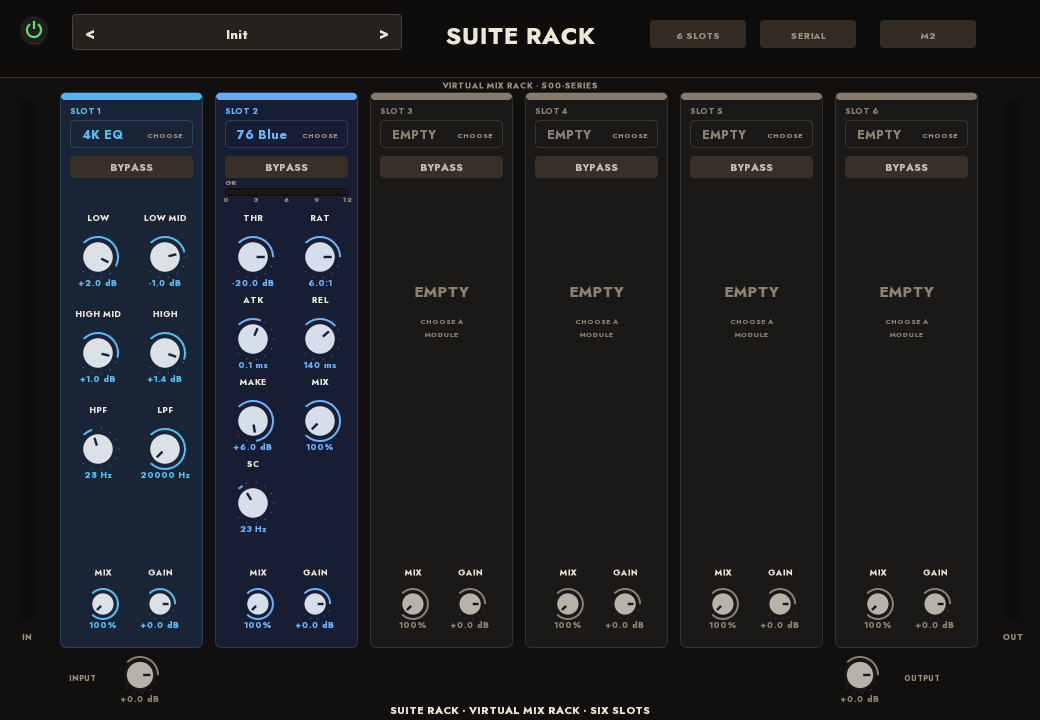 < Init >
SUITE RACK
6 SLOTS
SERIAL
M2
VIRTUAL MIX RACK · 500-SERIES
SLOT 1
4K EQ CHOOSE
BYPASS
LOW LOW MID
+2.0 dB -1.0 dB
HIGH MID HIGH
+1.0 dB +1.4 dB
HPF LPF
28 Hz 20000 Hz
MIX GAIN
100% +0.0 dB
SLOT 2
76 Blue CHOOSE
BYPASS
GR
0 3 6 9 12
THR RAT
-20.0 dB 6.0:1
ATK REL
0.1 ms 140 ms
MAKE MIX
+6.0 dB 100%
SC
23 Hz
MIX GAIN
100% +0.0 dB
SLOT 3
EMPTY CHOOSE
BYPASS
EMPTY
CHOOSE A
MODULE
MIX GAIN
100% +0.0 dB
SLOT 4
EMPTY CHOOSE
BYPASS
EMPTY
CHOOSE A
MODULE
MIX GAIN
100% +0.0 dB
SLOT 5
EMPTY CHOOSE
BYPASS
EMPTY
CHOOSE A
MODULE
MIX GAIN
100% +0.0 dB
SLOT 6
EMPTY CHOOSE
BYPASS
EMPTY
CHOOSE A
MODULE
MIX GAIN
100% +0.0 dB
IN
OUT
INPUT
+0.0 dB
OUTPUT
+0.0 dB
SUITE RACK · VIRTUAL MIX RACK · SIX SLOTS